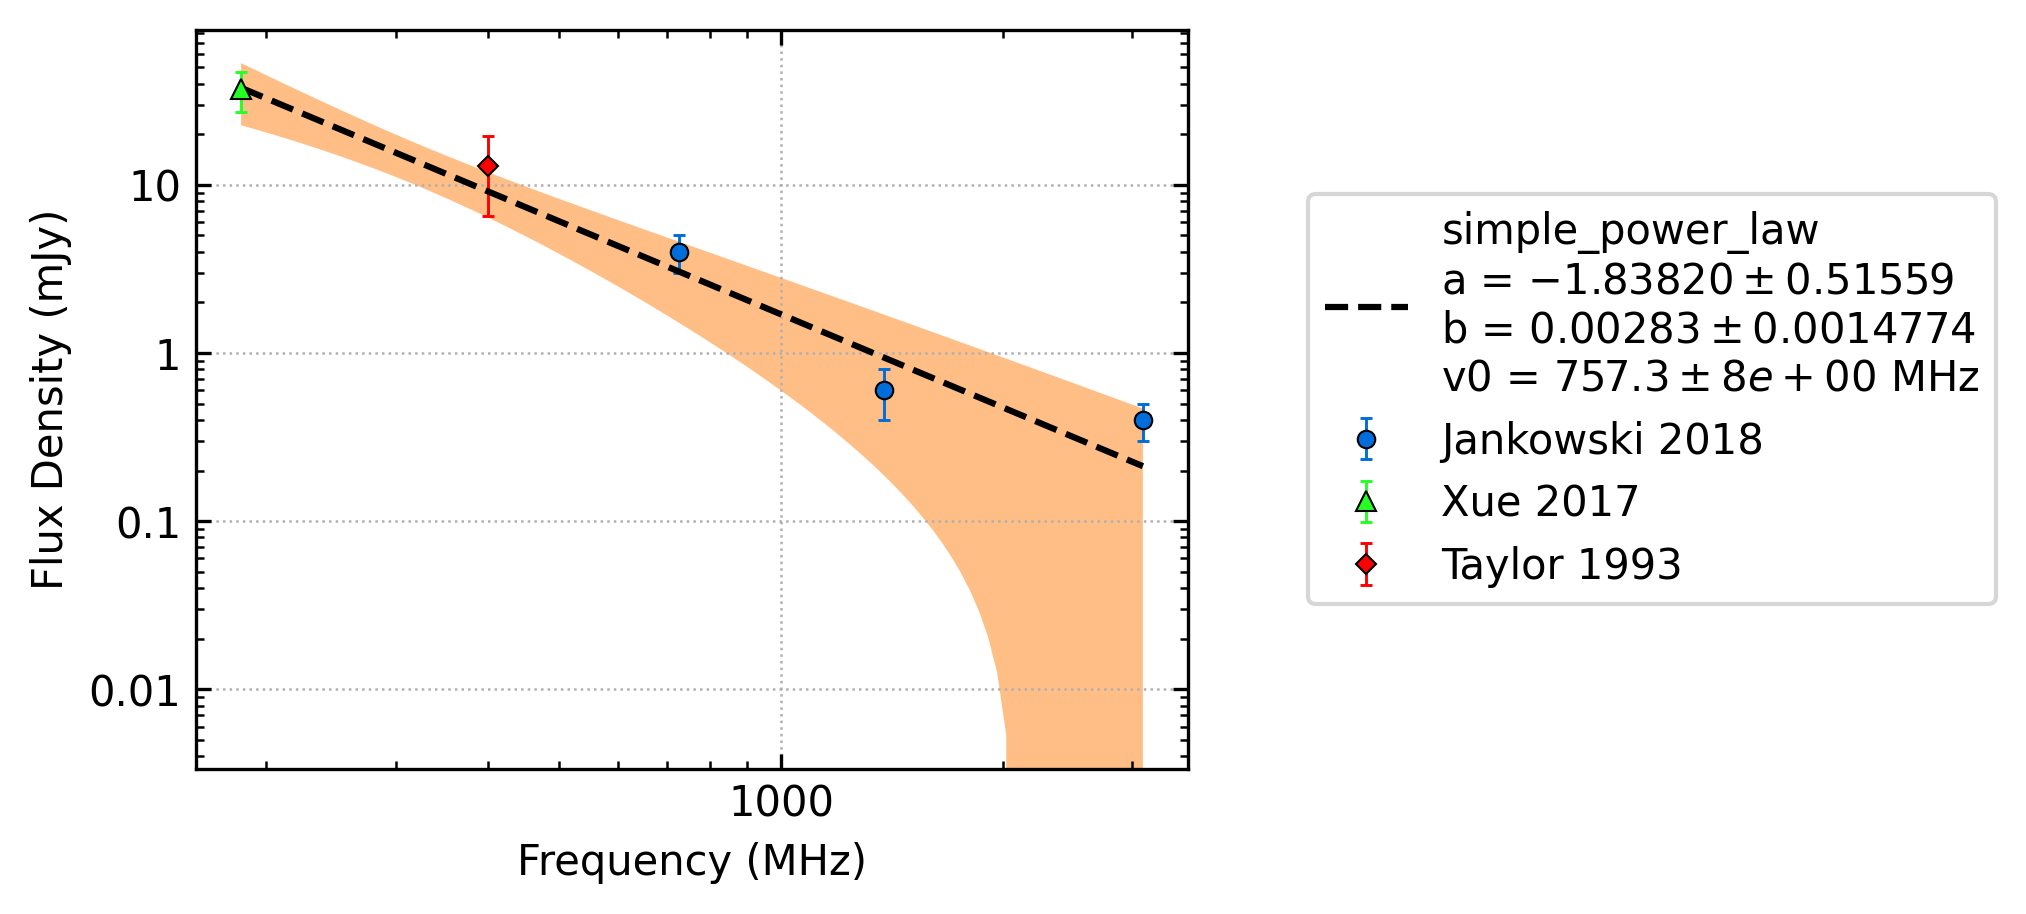 10
1
0.1
0.01
Flux Density (mJy)
1000
Frequency (MHz)
simple_power_law
a = −1.83820 ± 0.51559
b = 0.00283 ± 0.0014774
v0 = 757.3 ± 8e + 00 MHz
Jankowski 2018
Xue 2017
Taylor 1993